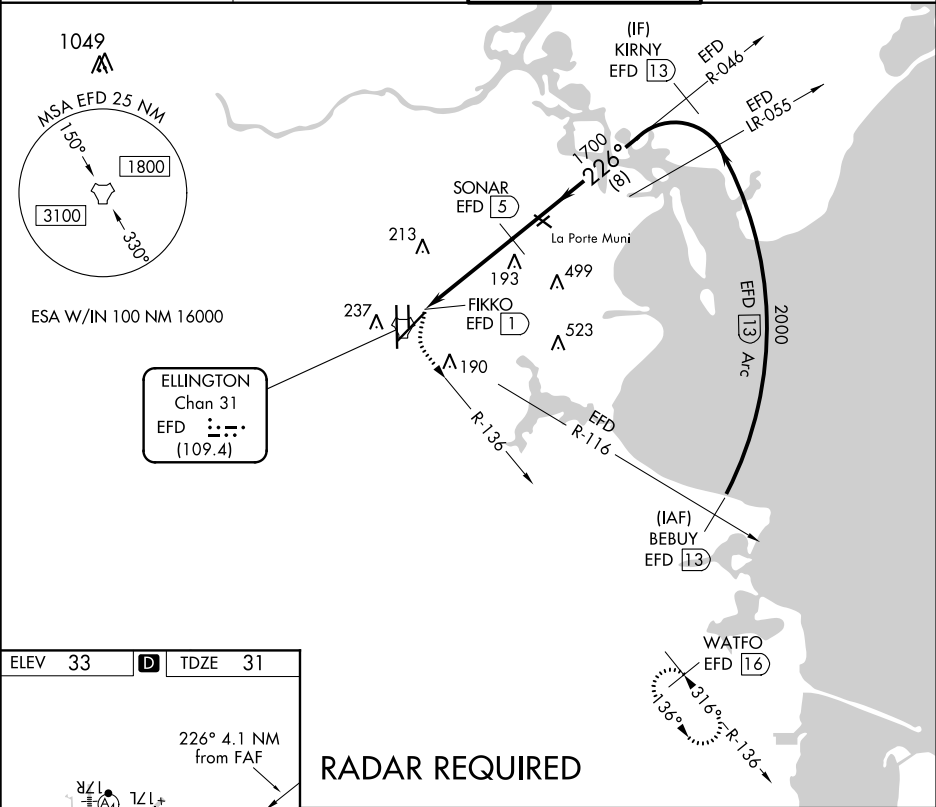 1049
MSA EFD 25 NM
150°
1800
3100
330°
ESA W/IN 100 NM 16000
(IF)
KIRNY
EFD 13
EFD
R-046
EFD
LR-055
1700
226°
(8)
SONAR
EFD 5
La Porte Muni
213
193
499
237
FIKKO
EFD 1
523
190
EFD 13 Arc
2000
ELLINGTON
Chan 31
EFD
(109.4)
R-136
EFD
R-116
(IAF)
BEBUY
EFD 13
WATFO
EFD 16
316°
136°
R-136
ELEV 33
D
TDZE 31
226° 4.1 NM
from FAF
17R
17L
RADAR REQUIRED